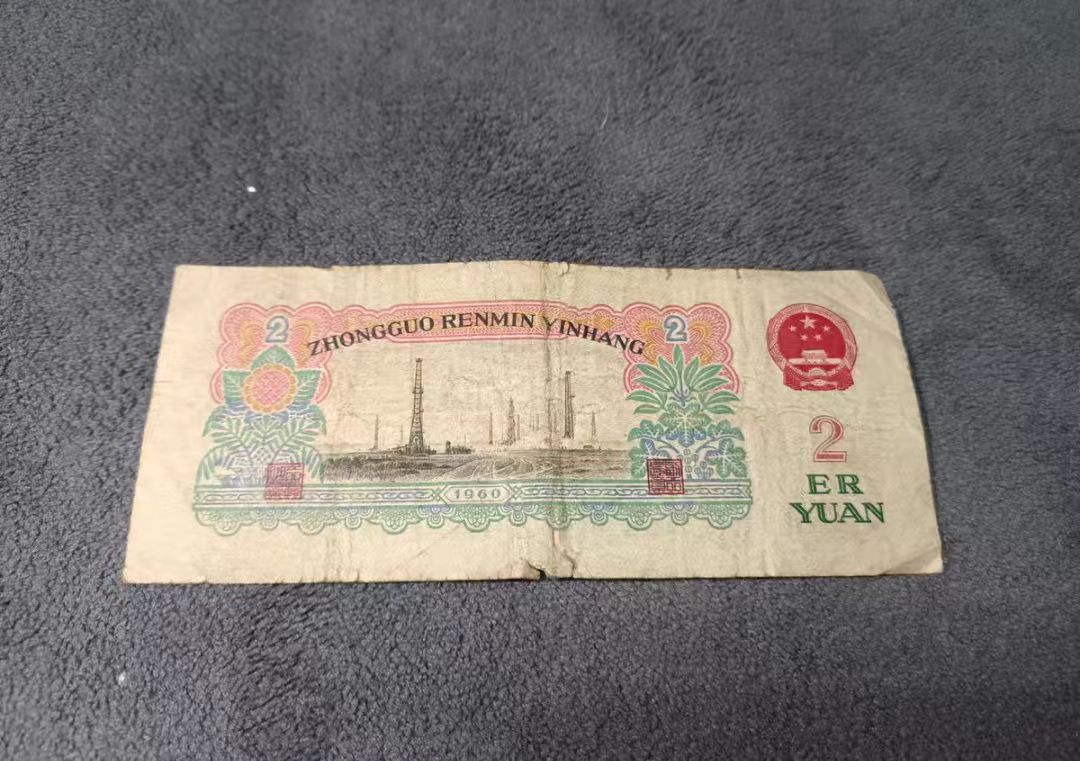 2
ZHONGGUO RENMIN YINHANG
2
1960
2
ER
YUAN